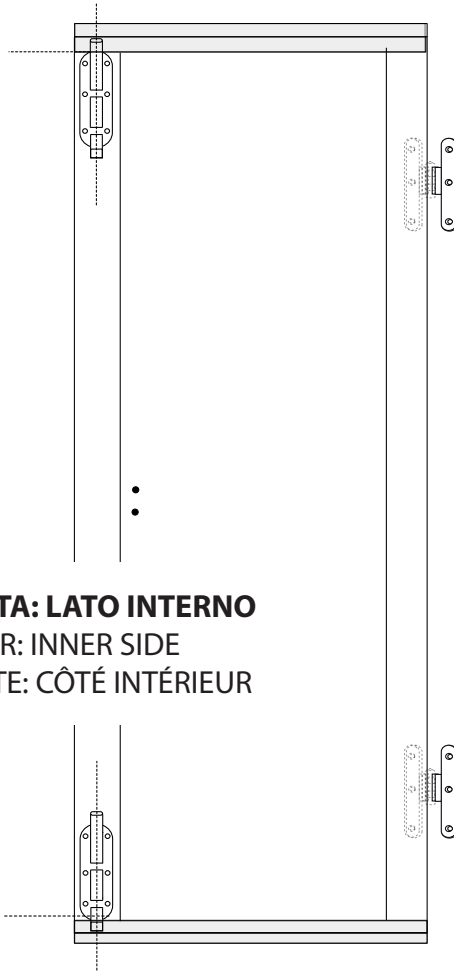 TA: LATO INTERNO
R: INNER SIDE
TE: CÔTÉ INTÉRIEUR